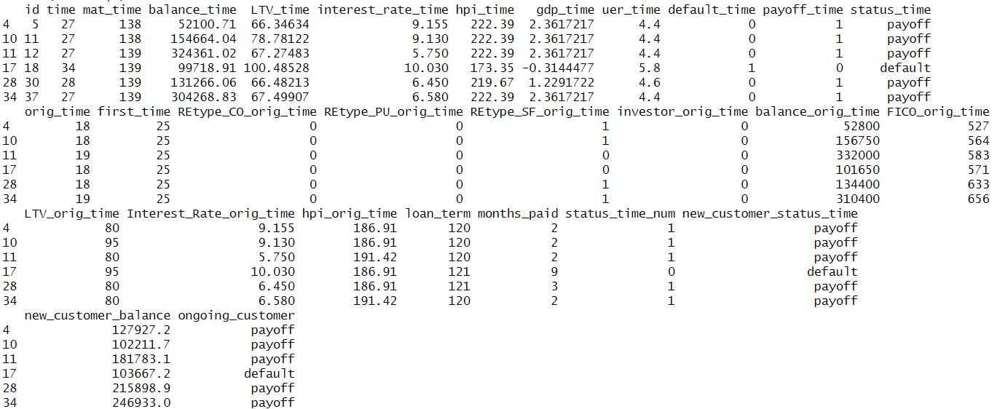 id time mat_time balance_time LTV_time interest_rate_time hpi_time gdp_time uer_time default_time payoff_time status_time
4 5 27 138 52100.71 66.34634 9.155 222.39 2.3617217 4.4 0 1 payoff
10 11 27 138 154664.04 78.78122 9.130 222.39 2.3617217 4.4 0 1 payoff
11 12 27 139 324361.02 67.27483 5.750 222.39 2.3617217 4.4 0 1 payoff
17 18 34 139 99718.91 100.48528 10.030 173.35 -0.3144477 5.8 1 0 default
28 30 28 139 131266.06 66.48213 6.450 219.67 1.2291722 4.6 0 1 payoff
34 37 27 139 304268.83 67.49907 6.580 222.39 2.3617217 4.4 0 1 payoff
orig_time first_time REtype_CO_orig_time REtype_PU_orig_time REtype_SF_orig_time investor_orig_time balance_orig_time FICO_orig_time
4 18 25 0 0 1 0 52800 527
10 18 25 0 0 1 0 156750 564
11 19 25 0 0 0 0 332000 583
17 18 25 0 0 0 0 101650 571
28 18 25 0 0 1 0 134400 633
34 19 25 0 0 1 0 310400 656
LTV_orig_time Interest_Rate_orig_time hpi_orig_time loan_term months_paid status_time_num new_customer_status_time
4 80 9.155 186.91 120 2 1 payoff
10 95 9.130 186.91 120 2 1 payoff
11 80 5.750 191.42 120 2 1 payoff
17 95 10.030 186.91 121 9 0 default
28 80 6.450 186.91 121 3 1 payoff
34 80 6.580 191.42 120 2 1 payoff
new_customer_balance ongoing_customer
4 127927.2 payoff
10 102211.7 payoff
11 181783.1 payoff
17 103667.2 default
28 215898.9 payoff
34 246933.0 payoff